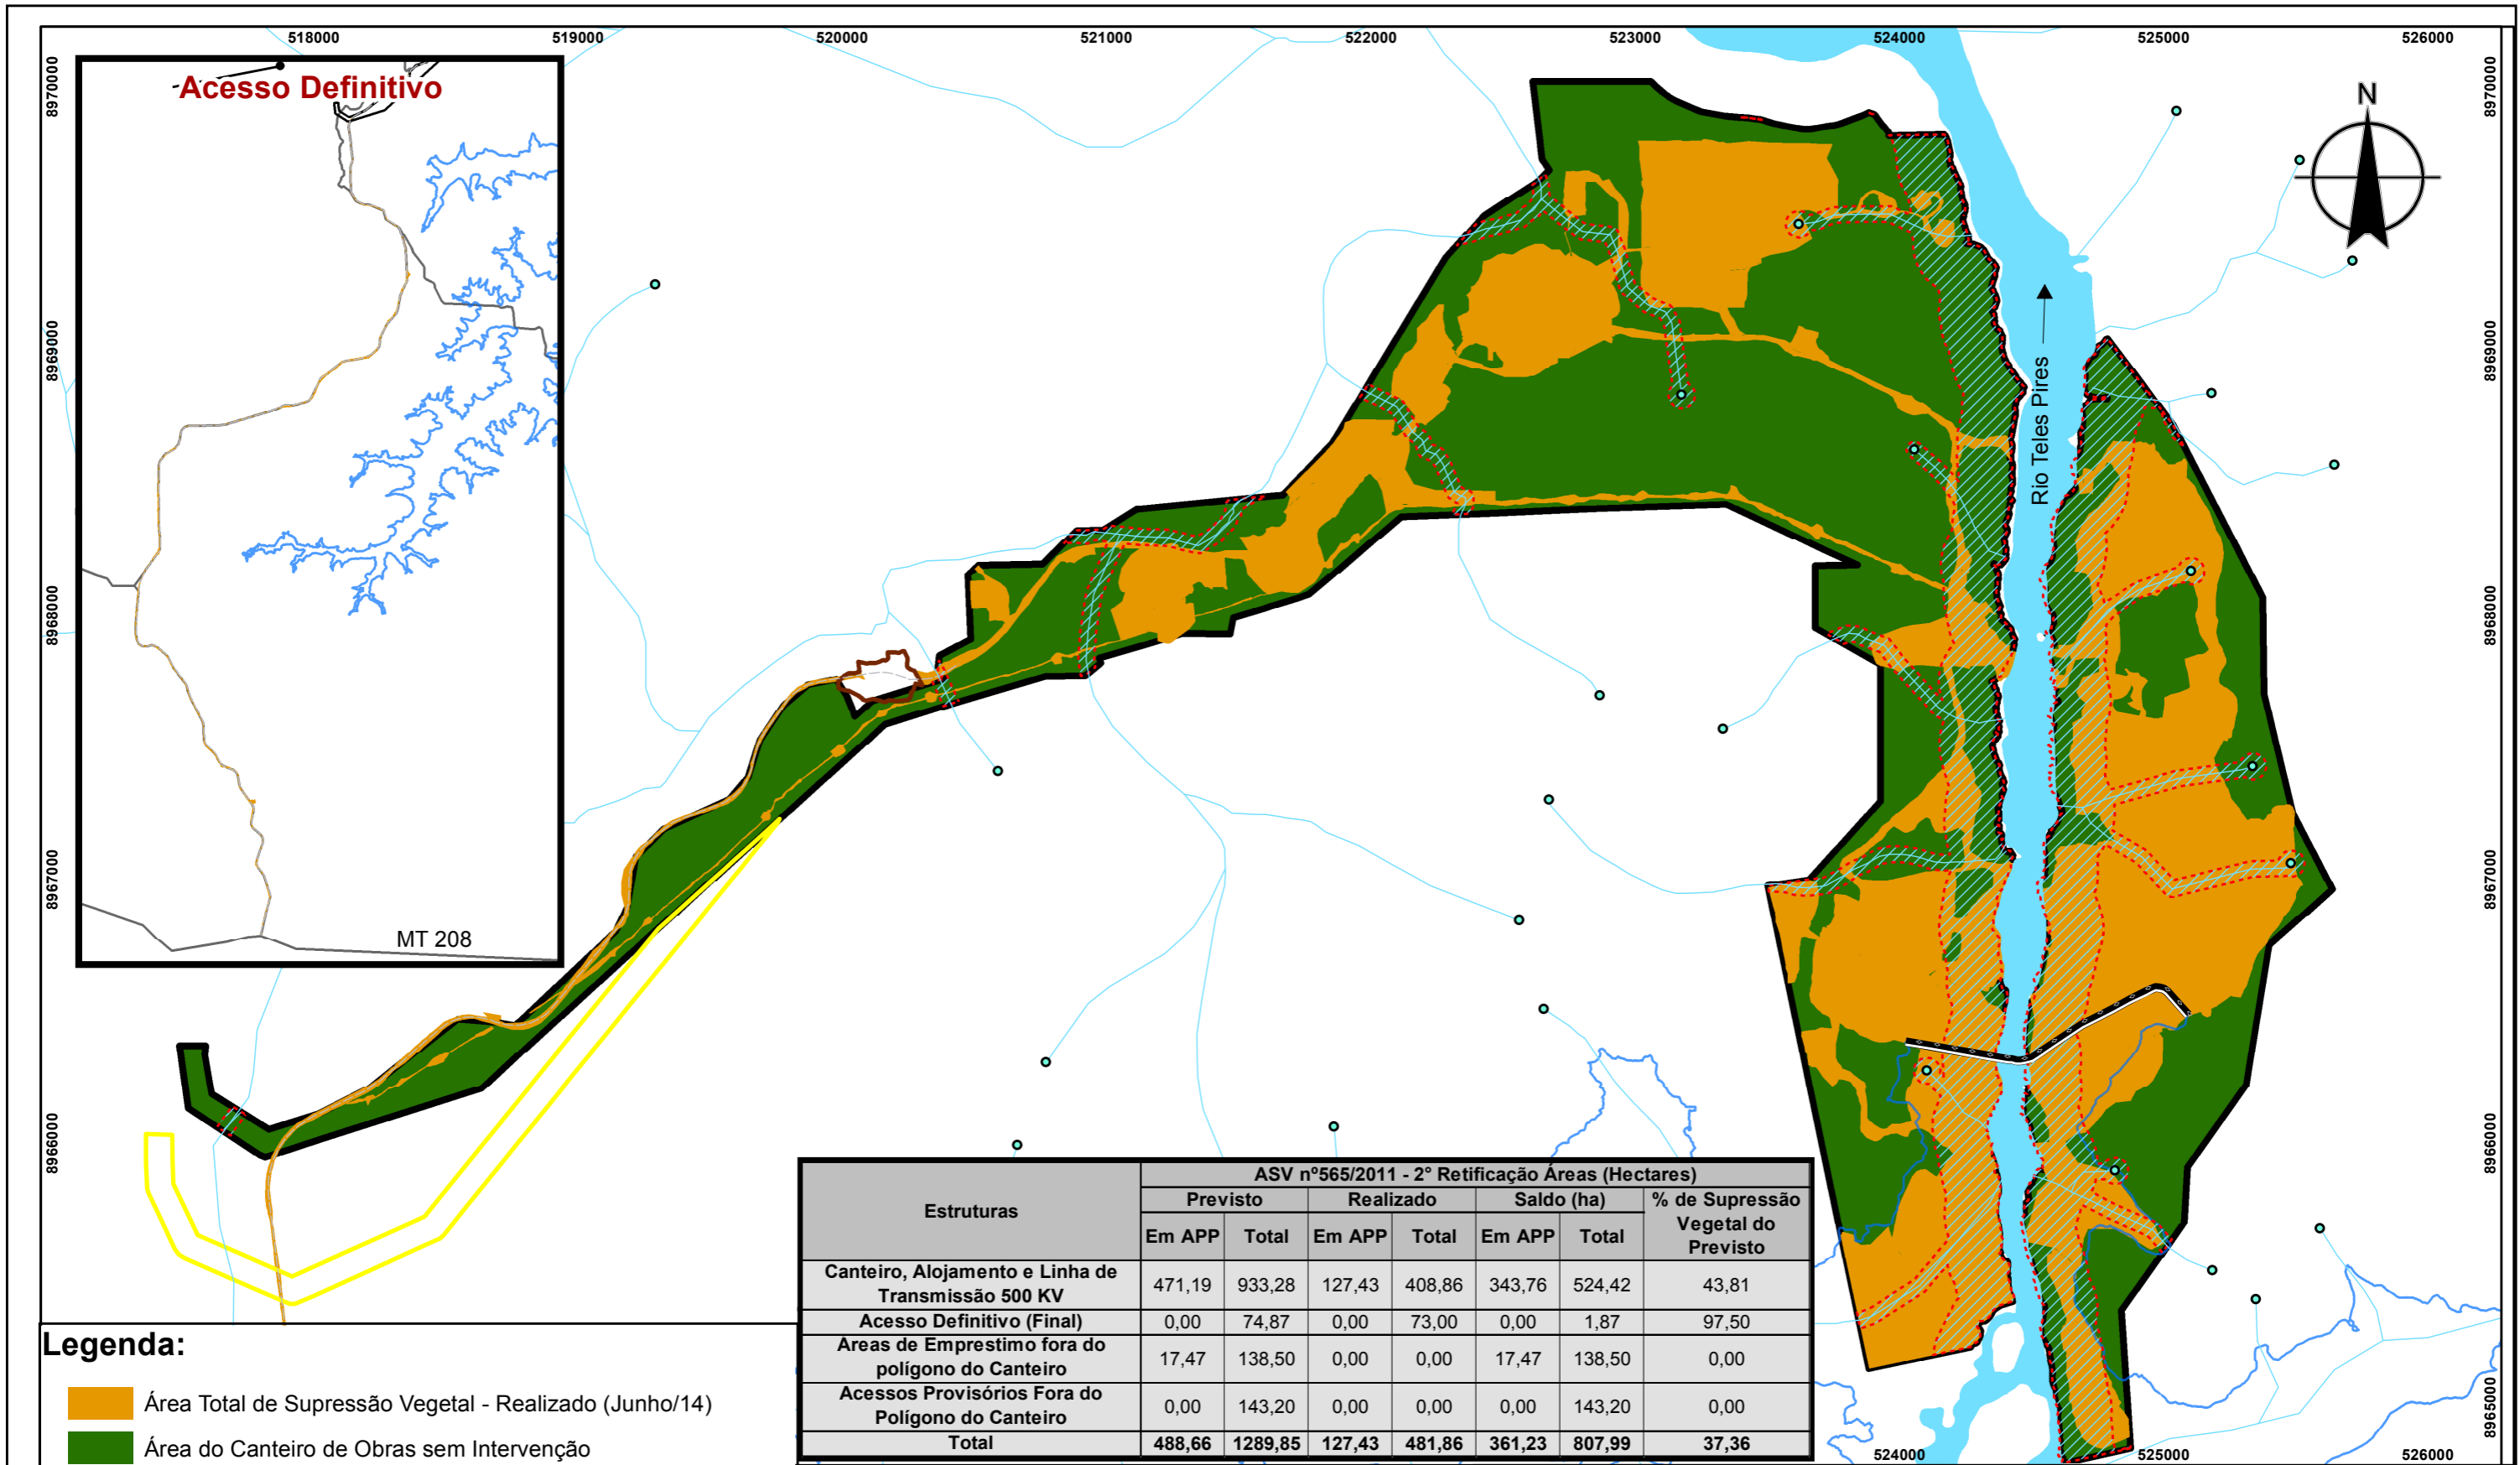 518000 519000 520000 521000 522000 523000 524000 525000 526000
8970000
8969000
8968000
8967000
8966000
8970000
8969000
8968000
8967000
8966000
8965000
Acesso Definitivo
MT 208
N
Rio Teles Pires
Estruturas
ASV nº565/2011 - 2° Retificação Áreas (Hectares)
Previsto Realizado Saldo (ha) % de Supressão Vegetal do Previsto
Em APP Total Em APP Total Em APP Total
Canteiro, Alojamento e Linha de
Transmissão 500 KV 471,19 933,28 127,43 408,86 343,76 524,42 43,81
Acesso Definitivo (Final) 0,00 74,87 0,00 73,00 0,00 1,87 97,50
Areas de Emprestimo fora do
polígono do Canteiro 17,47 138,50 0,00 0,00 17,47 138,50 0,00
Acessos Provisórios Fora do
Polígono do Canteiro 0,00 143,20 0,00 0,00 0,00 143,20 0,00
Total 488,66 1289,85 127,43 481,86 361,23 807,99 37,36
Legenda:
Área Total de Supressão Vegetal - Realizado (Junho/14)
Área do Canteiro de Obras sem Intervenção
524000 525000 526000